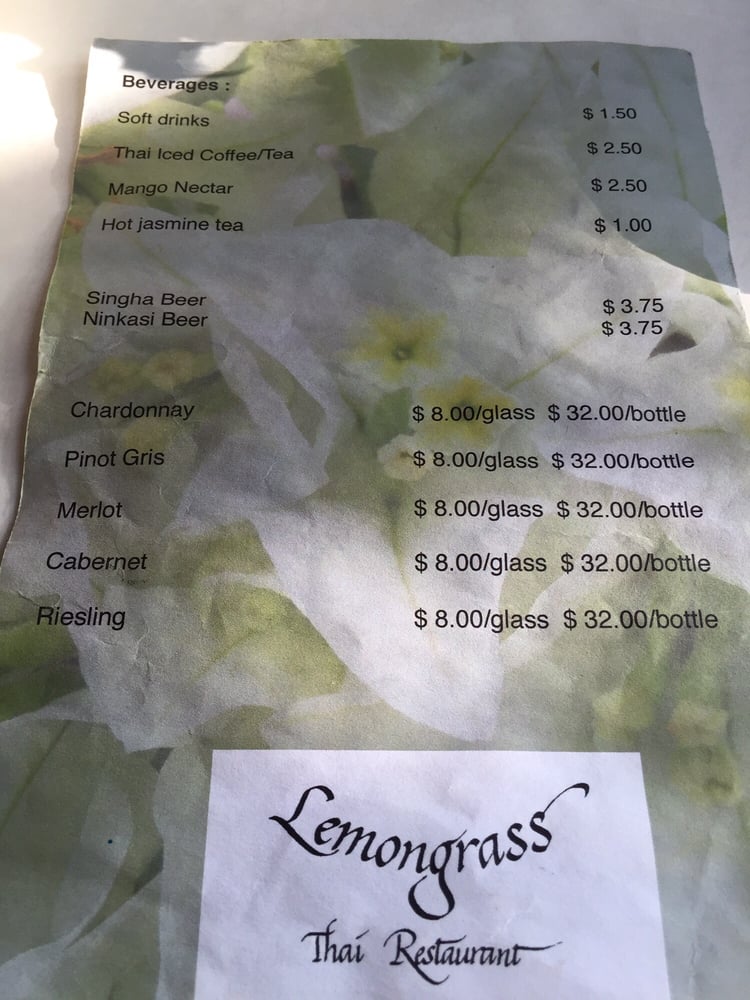 Beverages :
Soft drinks $ 1.50
Thai Iced Coffee/Tea $ 2.50
Mango Nectar $ 2.50
Hot jasmine tea $ 1.00
Singha Beer $ 3.75
Ninkasi Beer $ 3.75
Chardonnay $ 8.00/glass $ 32.00/bottle
Pinot Gris $ 8.00/glass $ 32.00/bottle
Merlot $ 8.00/glass $ 32.00/bottle
Cabernet $ 8.00/glass $ 32.00/bottle
Riesling $ 8.00/glass $ 32.00/bottle
Lemongrass
Thai Restaurant